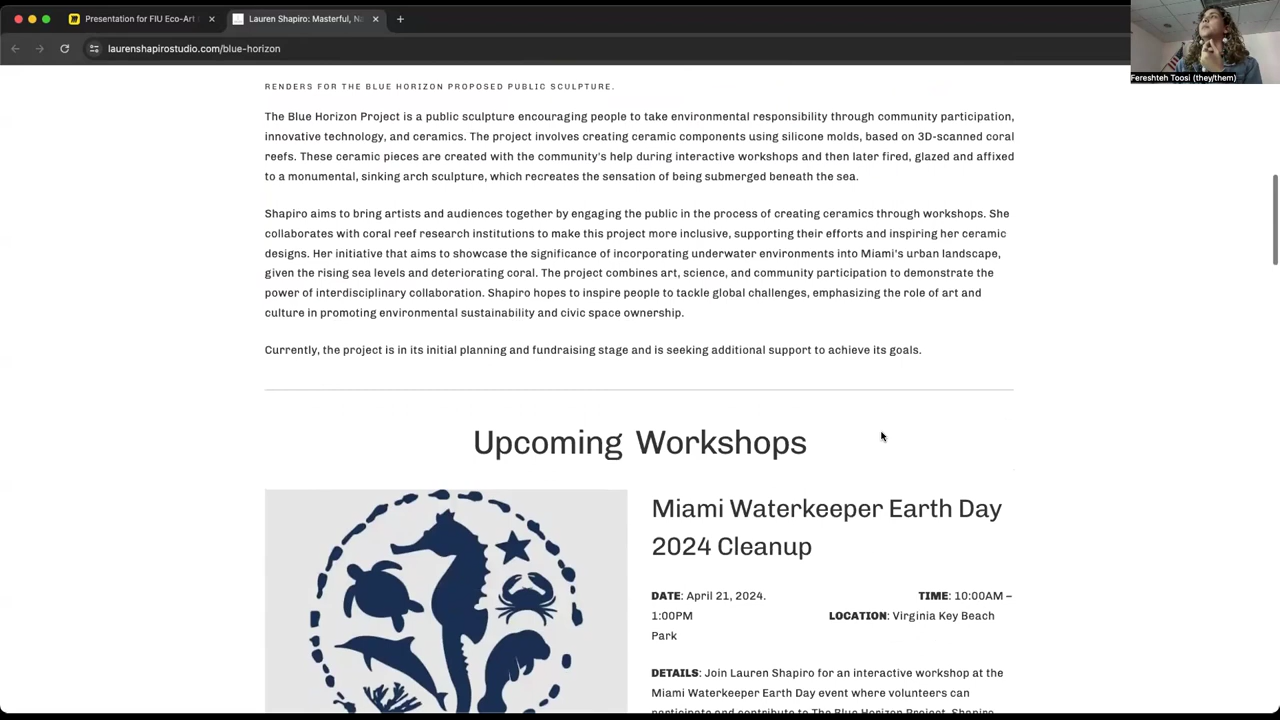 Presentation for FIU Eco-Art
Lauren Shapiro: Masterful, Na
laurenshapirostudio.com/blue-horizon
Fereshteh Toosi (they/them)
RENDERS FOR THE BLUE HORIZON PROPOSED PUBLIC SCULPTURE.
The Blue Horizon Project is a public sculpture encouraging people to take environmental responsibility through community participation,
innovative technology, and ceramics. The project involves creating ceramic components using silicone molds, based on 3D-scanned coral
reefs. These ceramic pieces are created with the community's help during interactive workshops and then later fired, glazed and affixed
to a monumental, sinking arch sculpture, which recreates the sensation of being submerged beneath the sea.
Shapiro aims to bring artists and audiences together by engaging the public in the process of creating ceramics through workshops. She
collaborates with coral reef research institutions to make this project more inclusive, supporting their efforts and inspiring her ceramic
designs. Her initiative that aims to showcase the significance of incorporating underwater environments into Miami's urban landscape,
given the rising sea levels and deteriorating coral. The project combines art, science, and community participation to demonstrate the
power of interdisciplinary collaboration. Shapiro hopes to inspire people to tackle global challenges, emphasizing the role of art and
culture in promoting environmental sustainability and civic space ownership.
Currently, the project is in its initial planning and fundraising stage and is seeking additional support to achieve its goals.
Upcoming Workshops
Miami Waterkeeper Earth Day
2024 Cleanup
DATE: April 21, 2024. TIME: 10:00AM –
1:00PM LOCATION: Virginia Key Beach
Park
DETAILS: Join Lauren Shapiro for an interactive workshop at the
Miami Waterkeeper Earth Day event where volunteers can
participate and contribute to The Blue Horizon Project. Shapiro